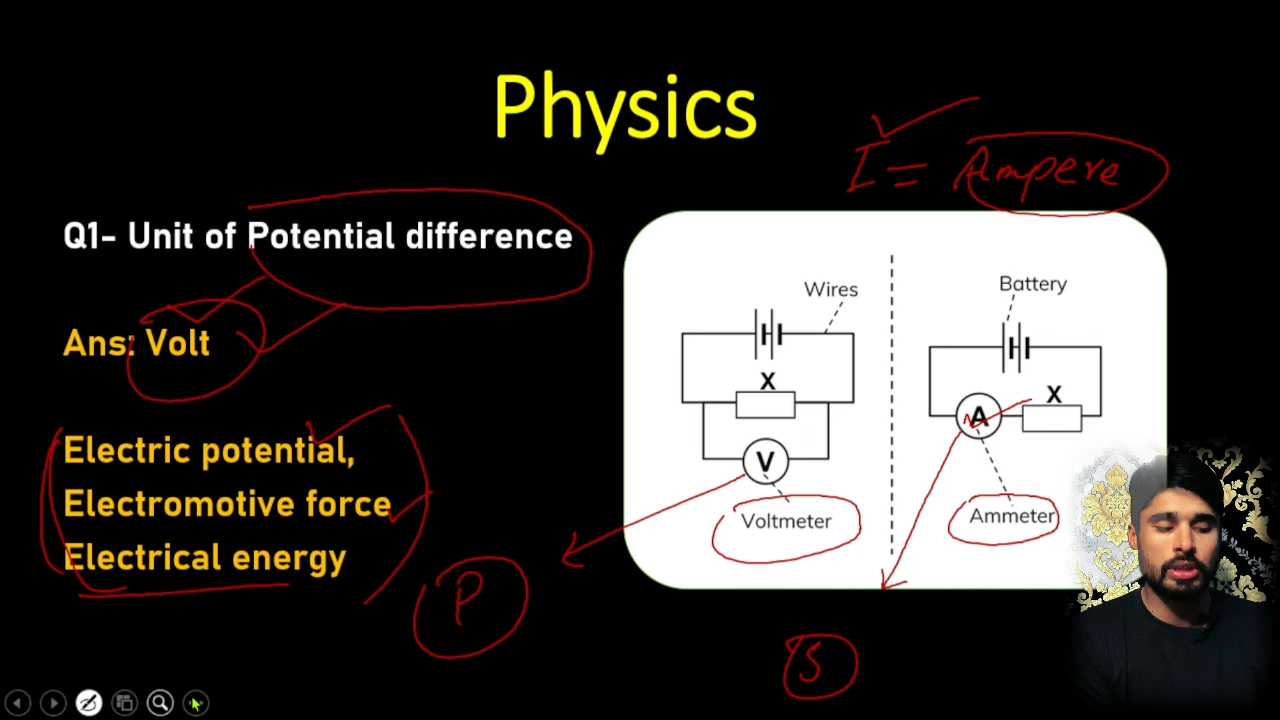 Physics
I = Ampere
Q1- Unit of Potential difference
Ans: Volt
Electric potential,
Electromotive force
Electrical energy
Wires
X
V
Voltmeter
Battery
X
A
Ammeter
P
S